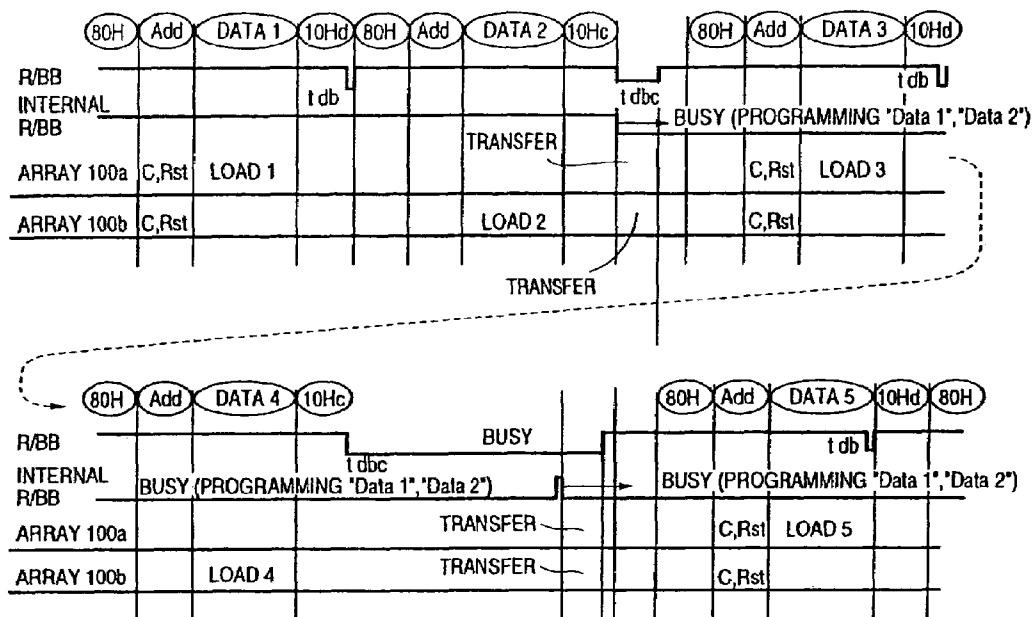 80H Add DATA 1 10Hd 80H Add DATA 2 10Hc 80H Add DATA 3 10Hd
R/BB
t db t dbc t db
INTERNAL
R/BB
BUSY (PROGRAMMING "Data 1","Data 2")
TRANSFER
ARRAY 100a C,Rst LOAD 1 C,Rst LOAD 3
ARRAY 100b C,Rst LOAD 2 C,Rst
TRANSFER
80H Add DATA 4 10Hc 80H Add DATA 5 10Hd 80H
R/BB BUSY t db
t dbc
INTERNAL
R/BB
BUSY (PROGRAMMING "Data 1","Data 2") BUSY (PROGRAMMING "Data 1","Data 2")
ARRAY 100a TRANSFER C,Rst LOAD 5
ARRAY 100b LOAD 4 TRANSFER C,Rst